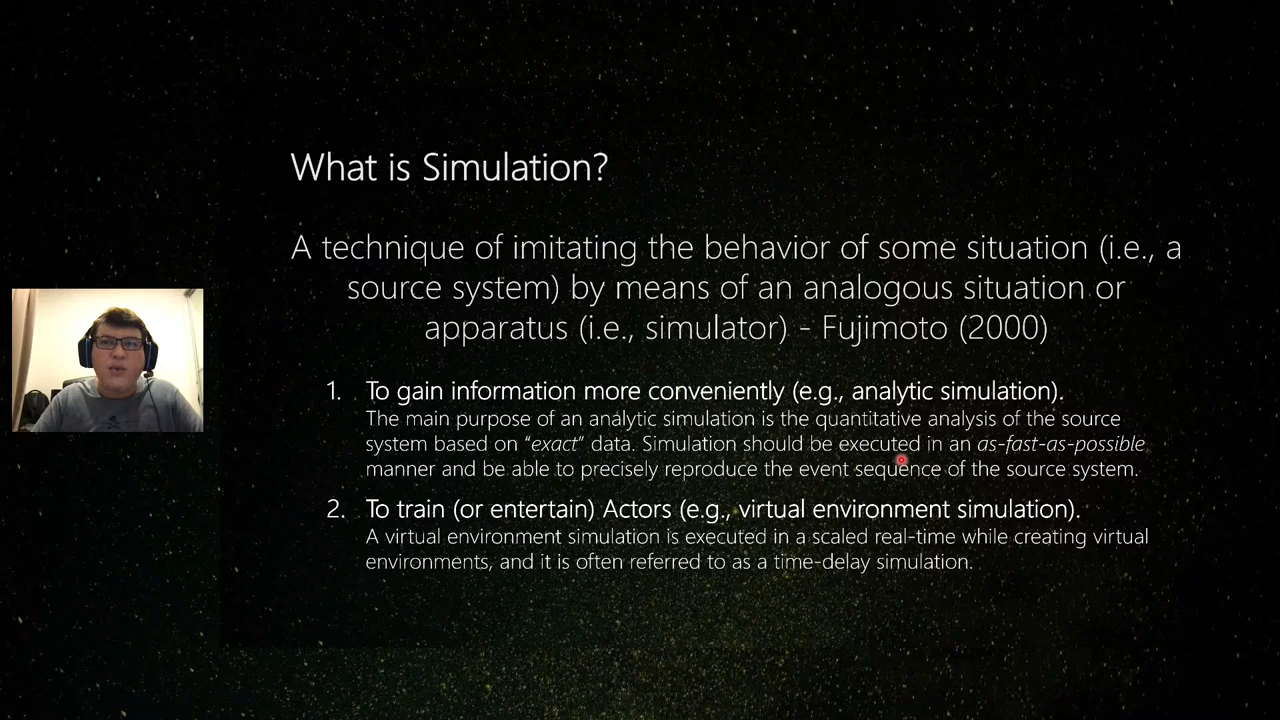 What is Simulation?
A technique of imitating the behavior of some situation (i.e., a
source system) by means of an analogous situation or
apparatus (i.e., simulator) - Fujimoto (2000)
1. To gain information more conveniently (e.g., analytic simulation).
The main purpose of an analytic simulation is the quantitative analysis of the source
system based on “exact” data. Simulation should be executed in an as-fast-as-possible
manner and be able to precisely reproduce the event sequence of the source system.
2. To train (or entertain) Actors (e.g., virtual environment simulation).
A virtual environment simulation is executed in a scaled real-time while creating virtual
environments, and it is often referred to as a time-delay simulation.